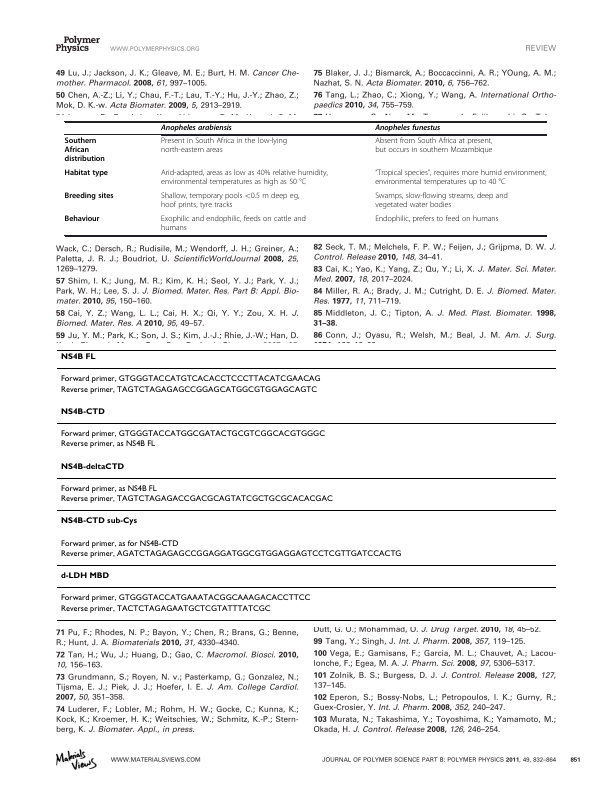 Polymer
Physics
WWW.POLYMERPHYSICS.ORG
REVIEW
49 Lu, J.; Jackson, J. K.; Gleave, M. E.; Burt, H. M. Cancer Che-
mother. Pharmacol. 2008, 61, 997–1005.
50 Chen, A.-Z.; Li, Y.; Chau, F.-T.; Lau, T.-Y.; Hu, J.-Y.; Zhao, Z.;
Mok, D. K.-w. Acta Biomater. 2009, 5, 2913–2919.
75 Blaker, J. J.; Bismarck, A.; Boccaccinni, A. R.; YOung, A. M.;
Nazhat, S. N. Acta Biomater. 2010, 6, 756–762.
76 Tang, L.; Zhao, C.; Xiong, Y.; Wang, A. International Ortho-
paedics 2010, 34, 755–759.
Anopheles arabiensis
Anopheles funestus
Southern
African
distribution
Present in South Africa in the low-lying
north-eastern areas
Absent from South Africa at present,
but occurs in southern Mozambique
Habitat type
Arid-adapted, areas as low as 40% relative humidity,
environmental temperatures as high as 50 °C
"Tropical species", requires more humid environment,
environmental temperatures up to 40 °C
Breeding sites
Shallow, temporary pools <0.5 m deep eg,
hoof prints, tyre tracks
Swamps, slow-flowing streams, deep and
vegetated water bodies
Behaviour
Exophilic and endophilic, feeds on cattle and
humans
Endophilic, prefers to feed on humans
Wack, C.; Dersch, R.; Rudisile, M.; Wendorff, J. H.; Greiner, A.;
Paletta, J. R. J.; Boudriot, U. ScientificWorldJournal 2008, 25,
1269–1279.
57 Shim, I. K.; Jung, M. R.; Kim, K. H.; Seol, Y. J.; Park, Y. J.;
Park, W. H.; Lee, S. J. J. Biomed. Mater. Res. Part B: Appl. Bio-
mater. 2010, 95, 150–160.
58 Cai, Y. Z.; Wang, L. L.; Cai, H. X.; Qi, Y. Y.; Zou, X. H. J.
Biomed. Mater. Res. A 2010, 95, 49–57.
59 Ju, Y. M.; Park, K.; Son, J. S.; Kim, J.-J.; Rhie, J.-W.; Han, D.
82 Seck, T. M.; Melchels, F. P. W.; Feijen, J.; Grijpma, D. W. J.
Control. Release 2010, 148, 34–41.
83 Cai, K.; Yao, K.; Yang, Z.; Qu, Y.; Li, X. J. Mater. Sci. Mater.
Med. 2007, 18, 2017–2024.
84 Miller, R. A.; Brady, J. M.; Cutright, D. E. J. Biomed. Mater.
Res. 1977, 11, 711–719.
85 Middleton, J. C.; Tipton, A. J. Med. Plast. Biomater. 1998,
31–38.
86 Conn, J.; Oyasu, R.; Welsh, M.; Beal, J. M. Am. J. Surg.
NS4B FL
Forward primer, GTGGGTACCATGTCACACCTCCCTTACATCGAACAG
Reverse primer, TAGTCTAGAGAGCCGGAGCATGGCGTGGAGCAGTC
NS4B-CTD
Forward primer, GTGGGTACCATGGCGATACTGCGTCGGCACGTGGGC
Reverse primer, as NS4B FL
NS4B-deltaCTD
Forward primer, as NS4B FL
Reverse primer, TAGTCTAGAGACCGACGCAGTATCGCTGCGCACACGAC
NS4B-CTD sub-Cys
Forward primer, as for NS4B-CTD
Reverse primer, AGATCTAGAGAGCCGGAGGATGGCGTGGAGGAGTCCTCGTTGATCCACTG
d-LDH MBD
Forward primer, GTGGGTACCATGAAATACGGCAAAGACACCTTCC
Reverse primer, TACTCTAGAGAATGCTCGTATTTATCGC
71 Pu, F.; Rhodes, N. P.; Bayon, Y.; Chen, R.; Brans, G.; Benne,
R.; Hunt, J. A. Biomaterials 2010, 31, 4330–4340.
72 Tan, H.; Wu, J.; Huang, D.; Gao, C. Macromol. Biosci. 2010,
10, 156–163.
73 Grundmann, S.; Royen, N. v.; Pasterkamp, G.; Gonzalez, N.;
Tijsma, E. J.; Piek, J. J.; Hoefer, I. E. J. Am. College Cardiol.
2007, 50, 351–358.
74 Luderer, F.; Lobler, M.; Rohm, H. W.; Gocke, C.; Kunna, K.;
Kock, K.; Kroemer, H. K.; Weitschies, W.; Schmitz, K.-P.; Stern-
berg, K. J. Biomater. Appl., in press.
Dutt, G. U.; Mohammad, O. J. Drug Target. 2010, 18, 45–52.
99 Tang, Y.; Singh, J. Int. J. Pharm. 2008, 357, 119–125.
100 Vega, E.; Gamisans, F.; Garcia, M. L.; Chauvet, A.; Lacou-
lonche, F.; Egea, M. A. J. Pharm. Sci. 2008, 97, 5306–5317.
101 Zolnik, B. S.; Burgess, D. J. J. Control. Release 2008, 127,
137–145.
102 Eperon, S.; Bossy-Nobs, L.; Petropoulos, I. K.; Gurny, R.;
Guex-Crosier, Y. Int. J. Pharm. 2008, 352, 240–247.
103 Murata, N.; Takashima, Y.; Toyoshima, K.; Yamamoto, M.;
Okada, H. J. Control. Release 2008, 126, 246–254.
Materials
Views
WWW.MATERIALSVIEWS.COM
JOURNAL OF POLYMER SCIENCE PART B: POLYMER PHYSICS 2011, 49, 832–864
851